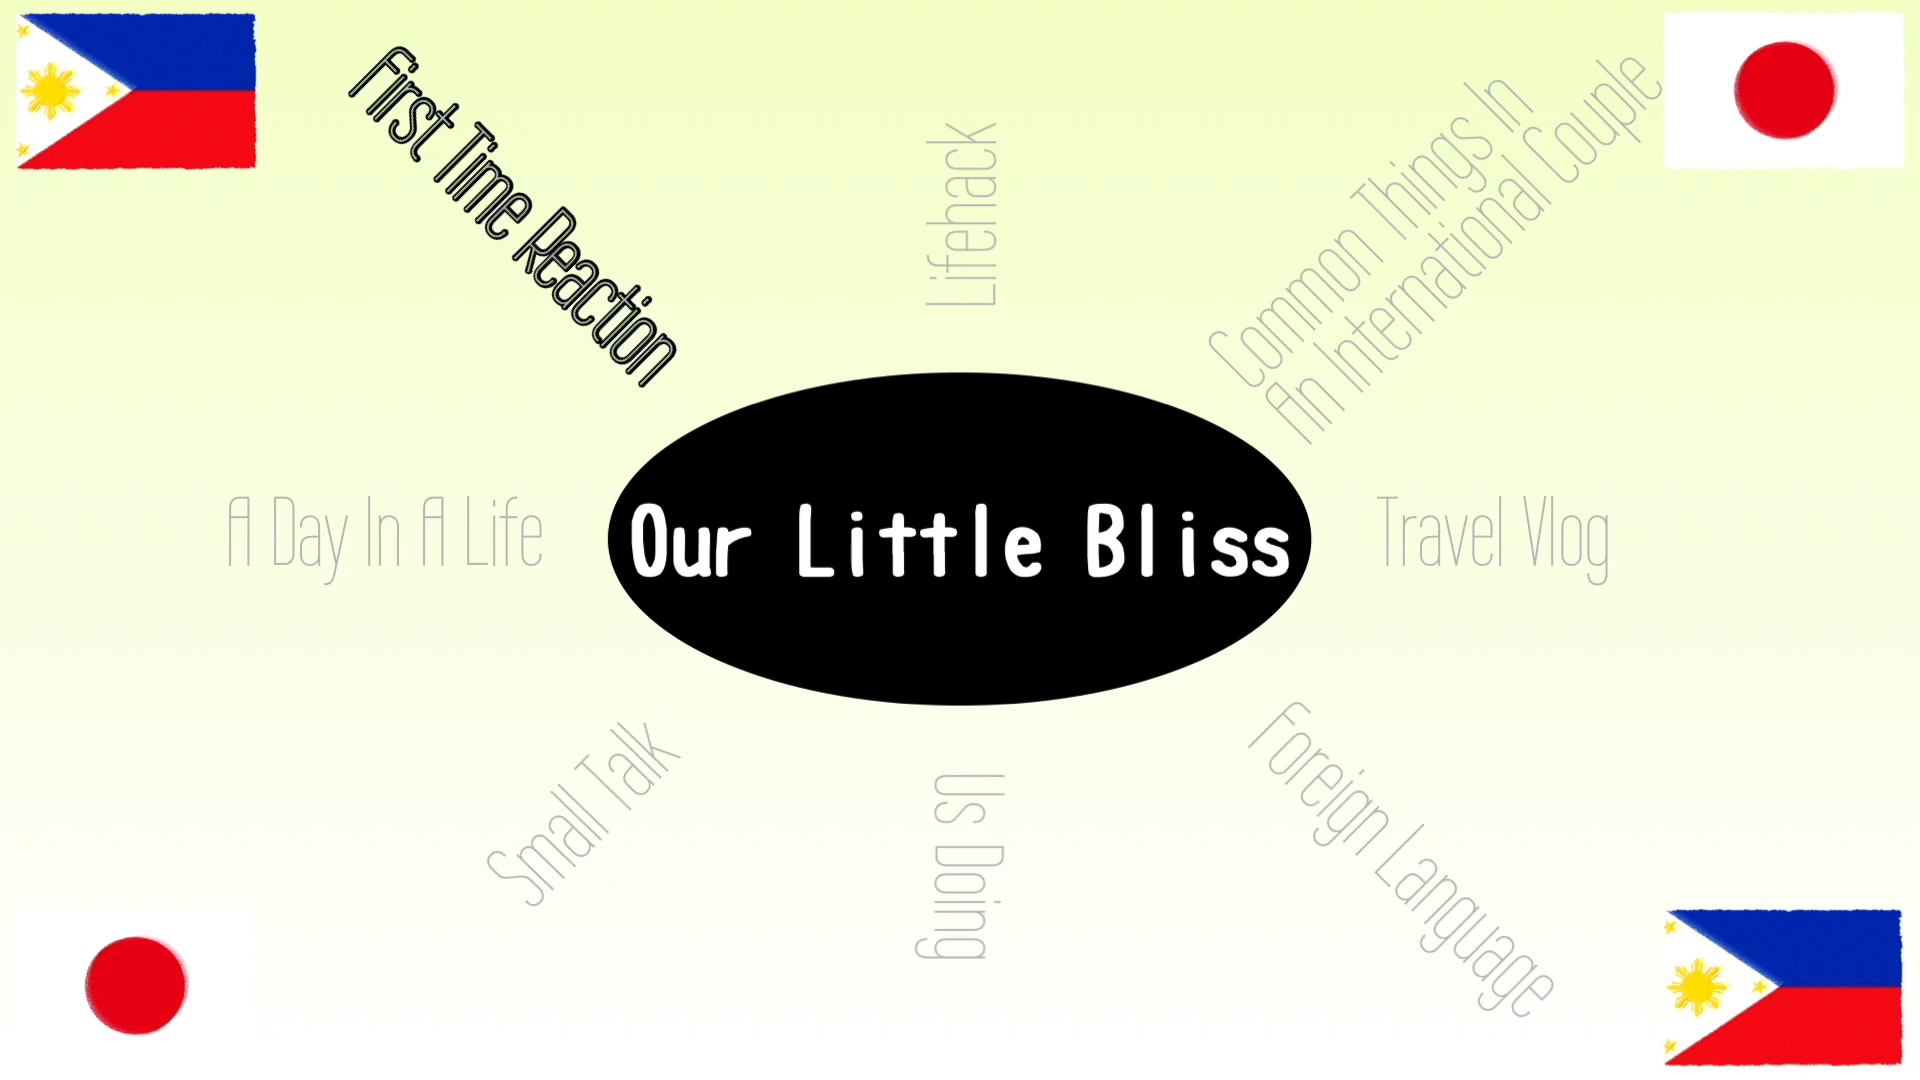 First Time Reaction
Lifehack
Common Things In
An International Couple
A Day In A Life
Our Little Bliss
Travel Vlog
Small Talk
Us Doing
Foreign Language